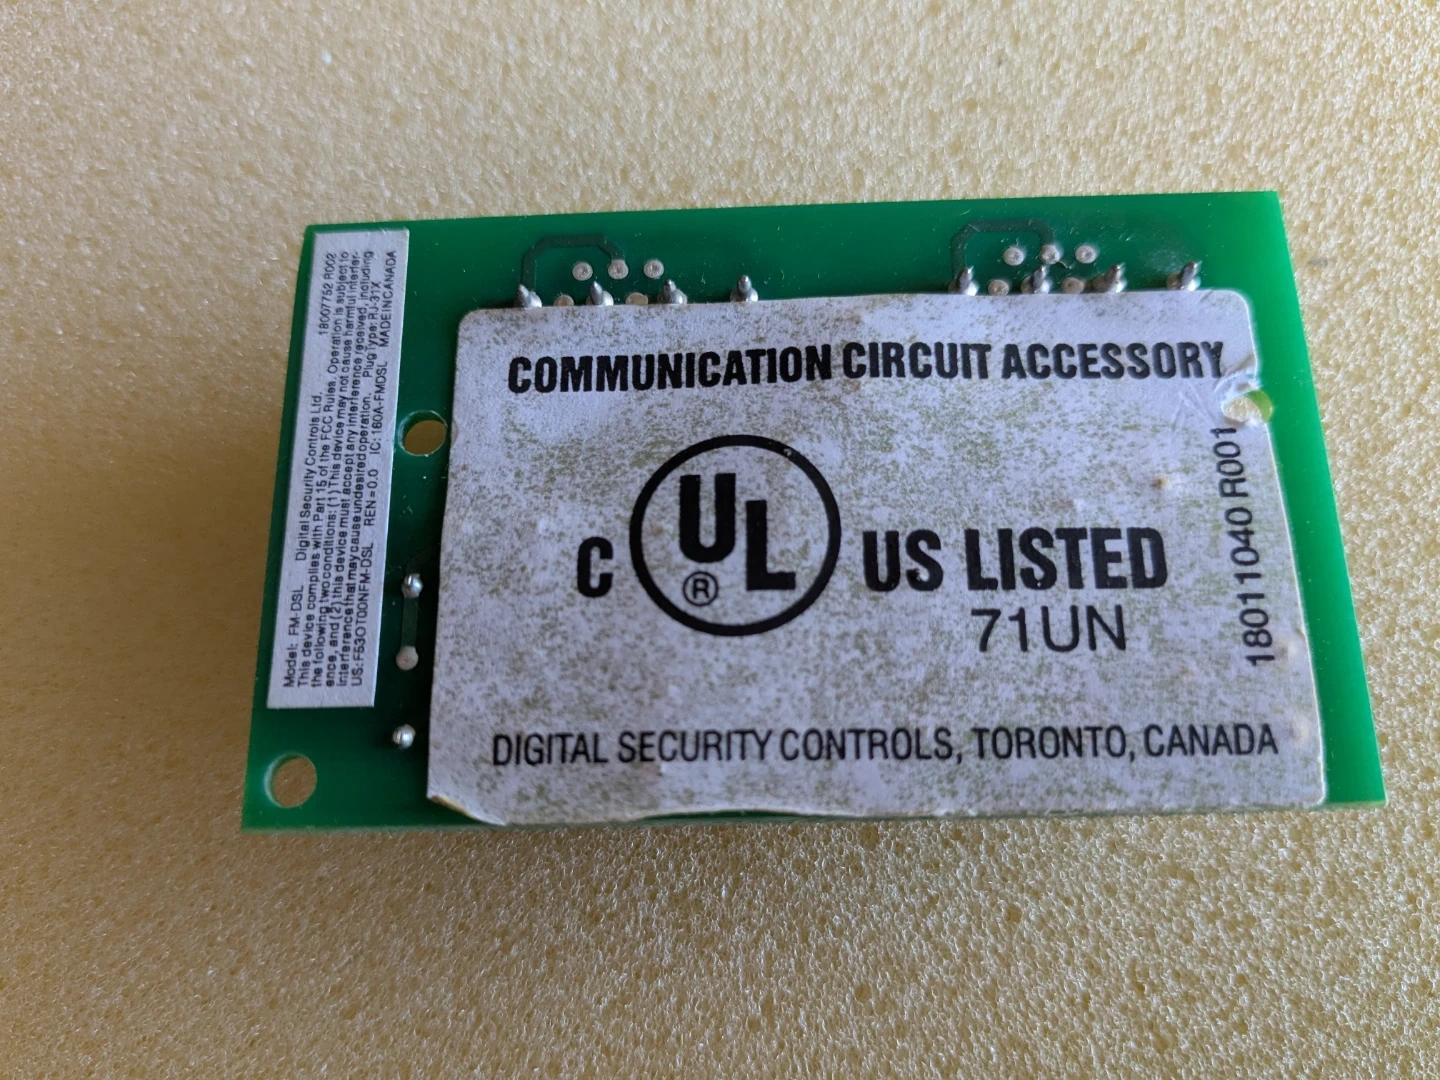 COMMUNICATION CIRCUIT ACCESSORY
C UL ® US LISTED
71UN
18011040 R001
DIGITAL SECURITY CONTROLS, TORONTO, CANADA
Model: FM-DSL Digital Security Controls Ltd. 18007752 R002
This device complies with Part 15 of the FCC Rules. Operation is subject to
the following two conditions: (1) This device may not cause harmful interfer-
ence, and (2) this device must accept any interference received, including
interference that may cause undesired operation. Plug Type: RJ-31X
US: F53OT00NFM-DSL REN=0.0 IC: 160A-FMDSL MADE IN CANADA